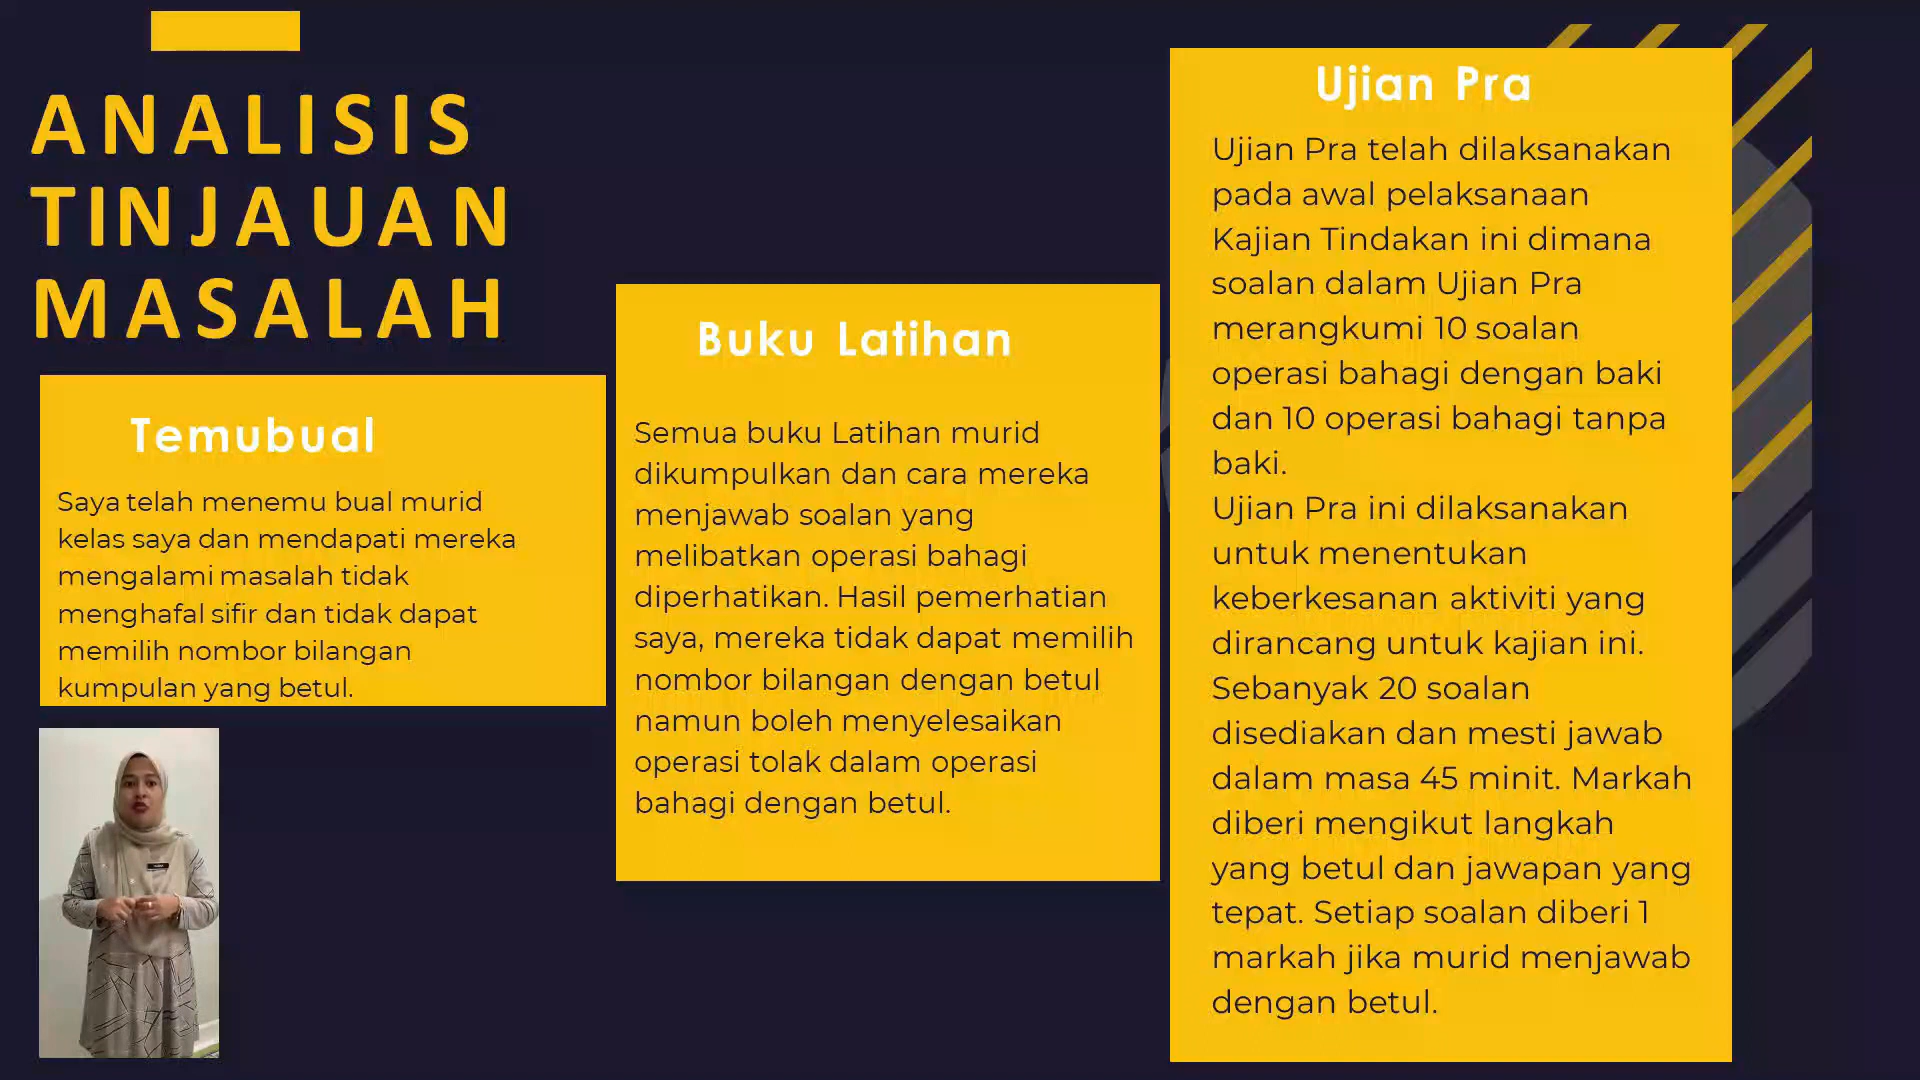 ANALISIS
TINJAUAN
MASALAH
Temubual
Saya telah menemu bual murid
kelas saya dan mendapati mereka
mengalami masalah tidak
menghafal sifir dan tidak dapat
memilih nombor bilangan
kumpulan yang betul.
Buku Latihan
Semua buku Latihan murid
dikumpulkan dan cara mereka
menjawab soalan yang
melibatkan operasi bahagi
diperhatikan. Hasil pemerhatian
saya, mereka tidak dapat memilih
nombor bilangan dengan betul
namun boleh menyelesaikan
operasi tolak dalam operasi
bahagi dengan betul.
Ujian Pra
Ujian Pra telah dilaksanakan
pada awal pelaksanaan
Kajian Tindakan ini dimana
soalan dalam Ujian Pra
merangkumi 10 soalan
operasi bahagi dengan baki
dan 10 operasi bahagi tanpa
baki.
Ujian Pra ini dilaksanakan
untuk menentukan
keberkesanan aktiviti yang
dirancang untuk kajian ini.
Sebanyak 20 soalan
disediakan dan mesti jawab
dalam masa 45 minit. Markah
diberi mengikut langkah
yang betul dan jawapan yang
tepat. Setiap soalan diberi 1
markah jika murid menjawab
dengan betul.